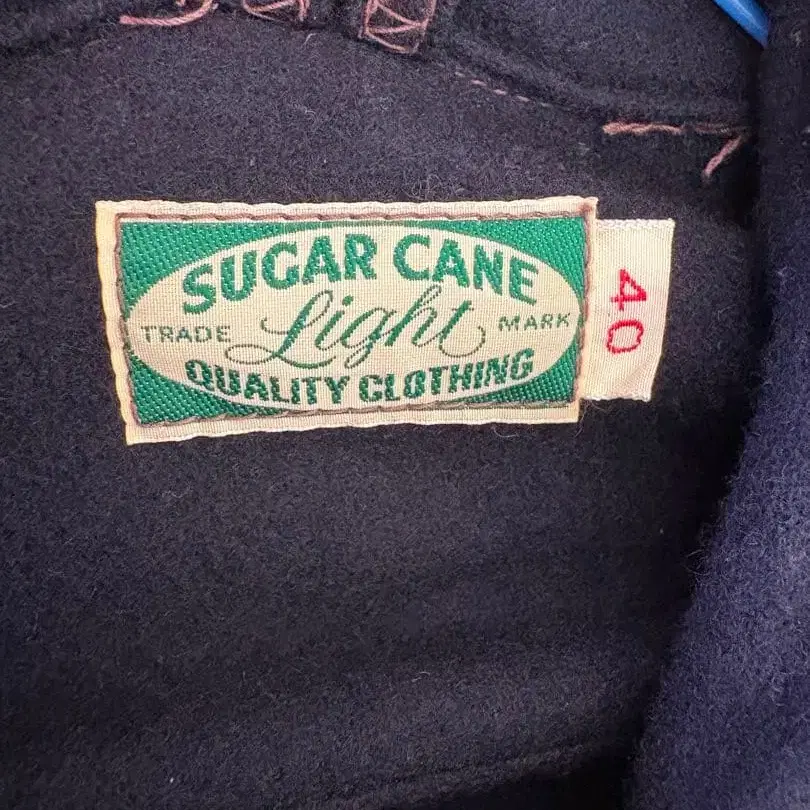 SUGAR CANE
TRADE Light MARK
QUALITY CLOTHING
40